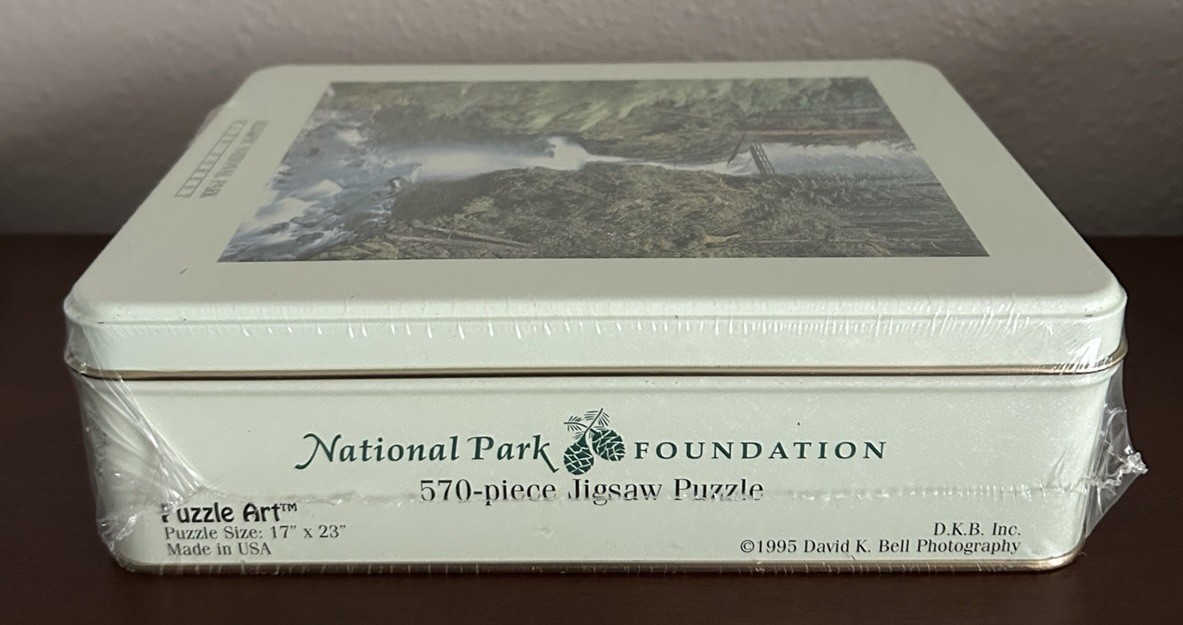 National Park FOUNDATION
570-piece Jigsaw Puzzle
Puzzle Art™
Puzzle Size: 17" x 23"
Made in USA
D.K.B. Inc.
©1995 David K. Bell Photography